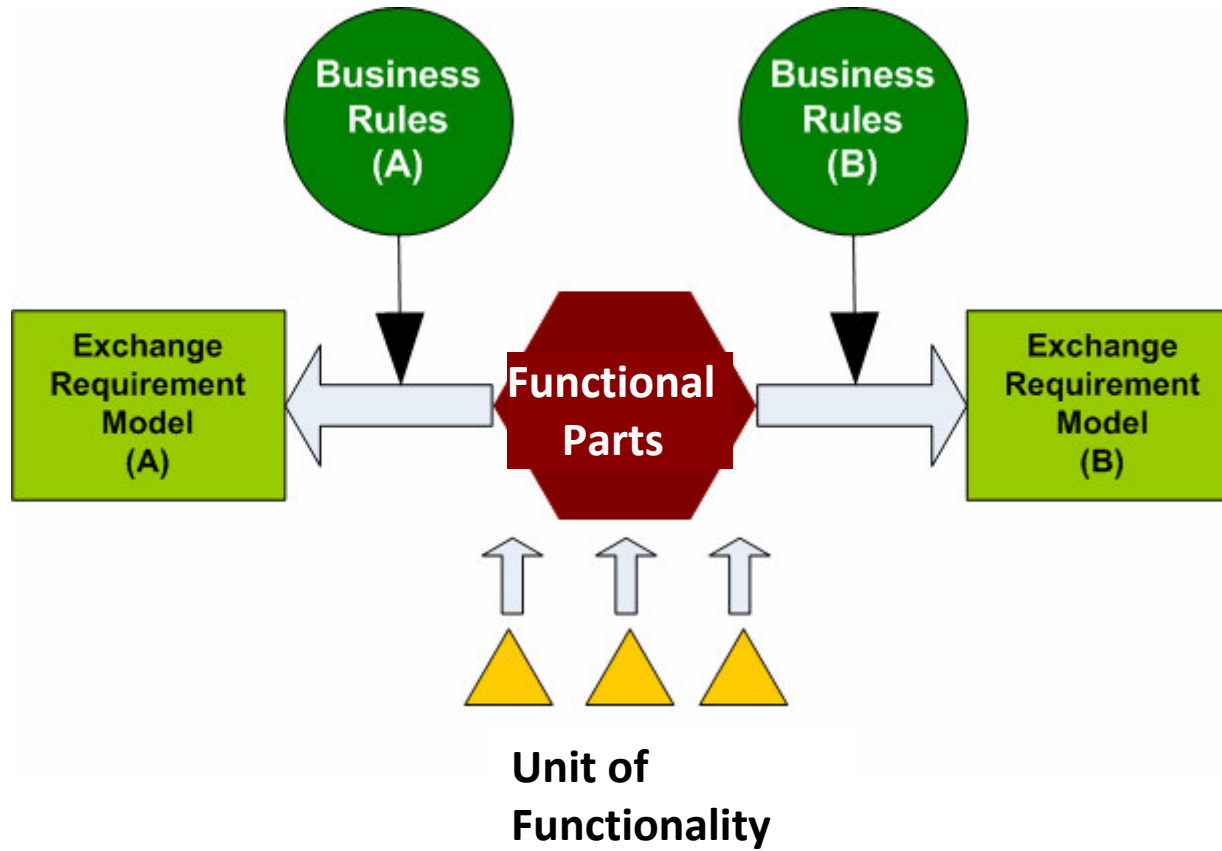 Business
Rules
(A)
Business
Rules
(B)
Exchange
Requirement
Model
(A)
Functional
Parts
Exchange
Requirement
Model
(B)
Unit of
Functionality